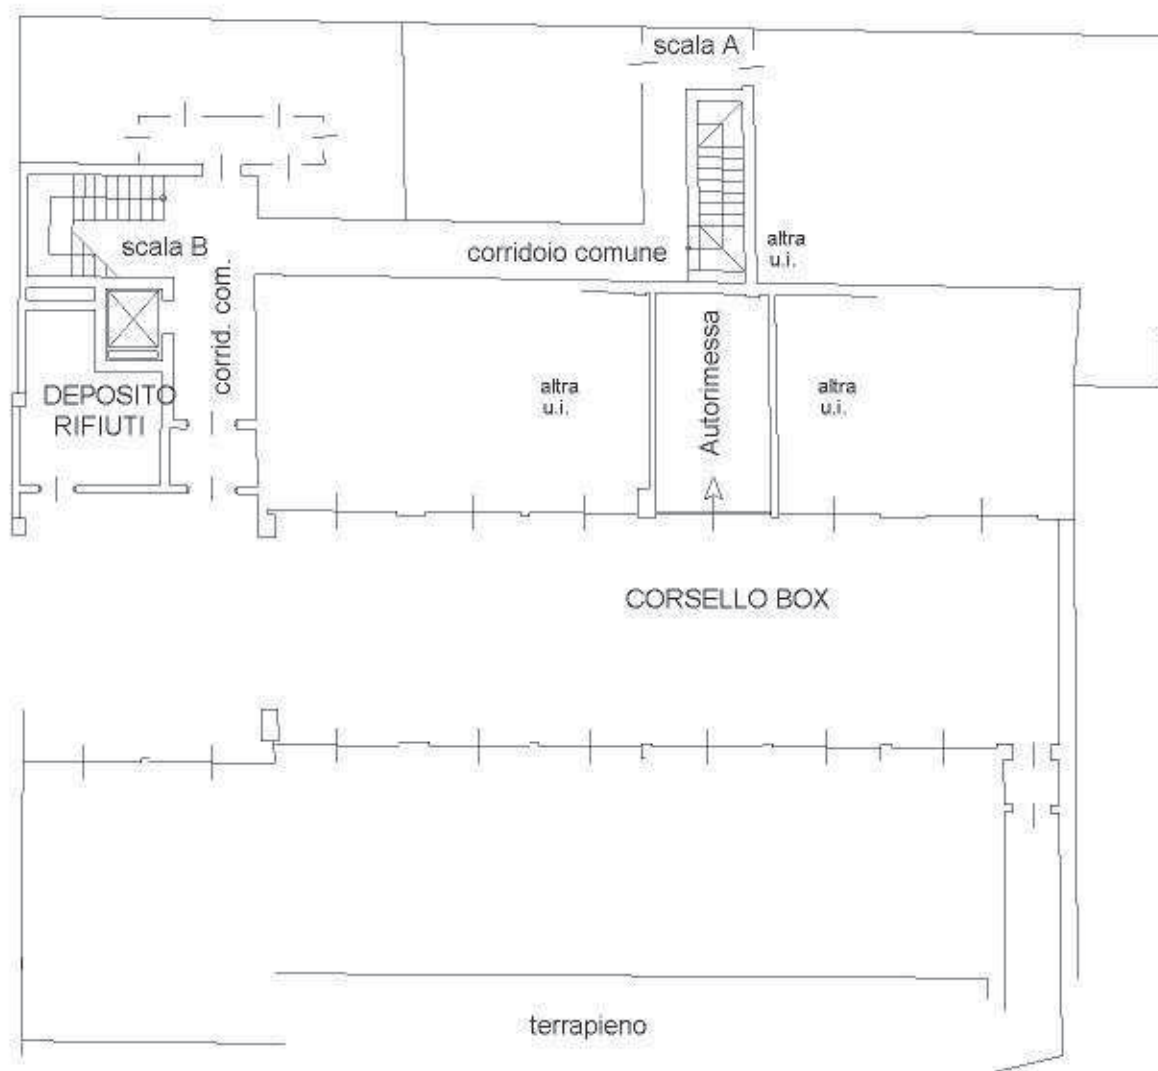 scala A
scala B
corridoio comune
altra
u.i.
corrid. com.
DEPOSITO
RIFIUTI
altra
u.i.
Autorimessa
altra
u.i.
CORSELLO BOX
terrapieno